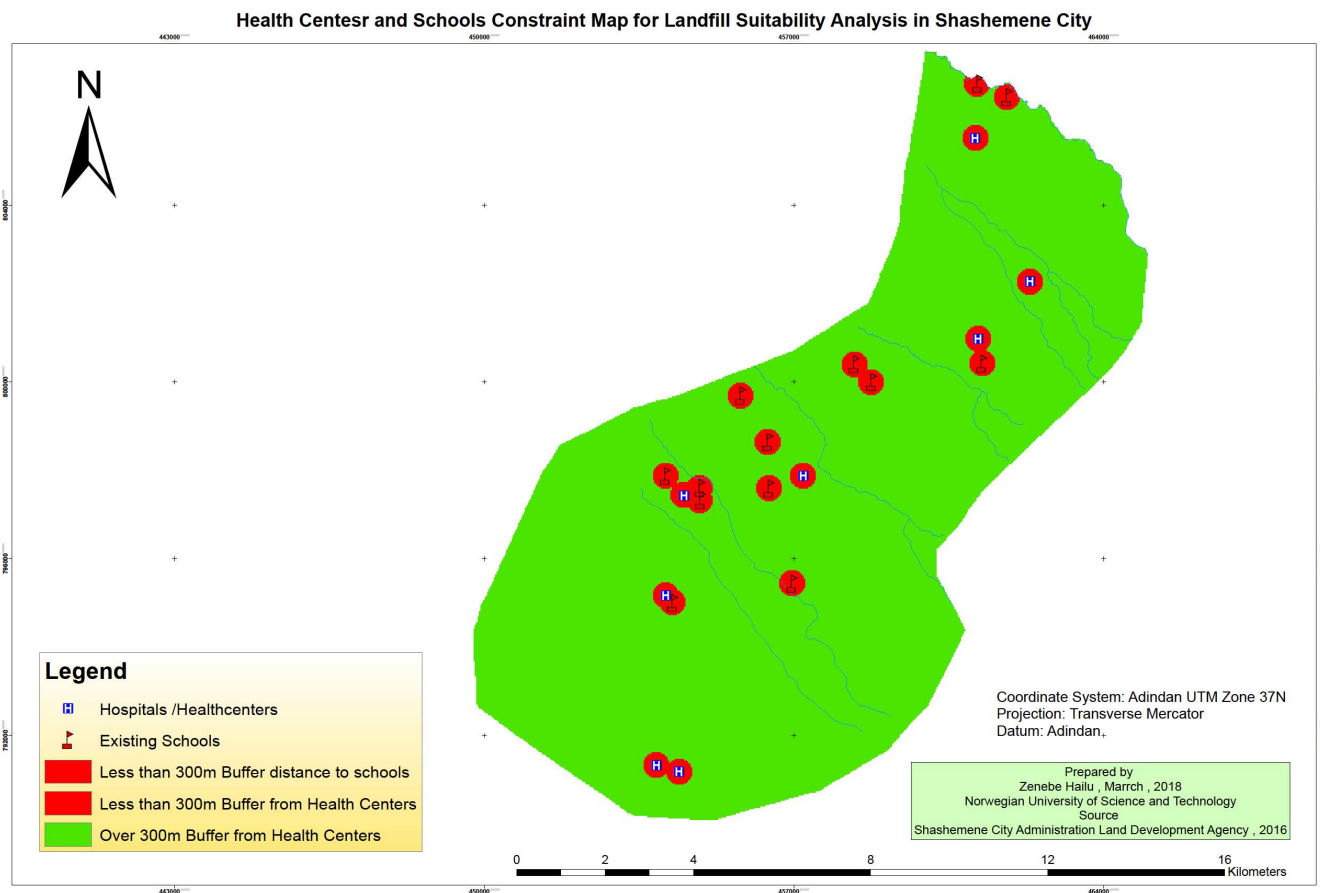 Health Centesr and Schools Constraint Map for Landfill Suitability Analysis in Shashemene City
443000
450000
457000
464000
N
804000
800000
796000
792000
H
H
H
H
H
H
H
H
Legend
H Hospitals /Healthcenters
Existing Schools
Less than 300m Buffer distance to schools
Less than 300m Buffer from Health Centers
Over 300m Buffer from Health Centers
Coordinate System: Adindan UTM Zone 37N
Projection: Transverse Mercator
Datum: Adindan
Prepared by
Zenebe Hailu , Marrch , 2018
Norwegian University of Science and Technology
Source
Shashemene City Administration Land Development Agency , 2016
0 2 4 8 12 16
Kilometers
443000
450000
457000
464000